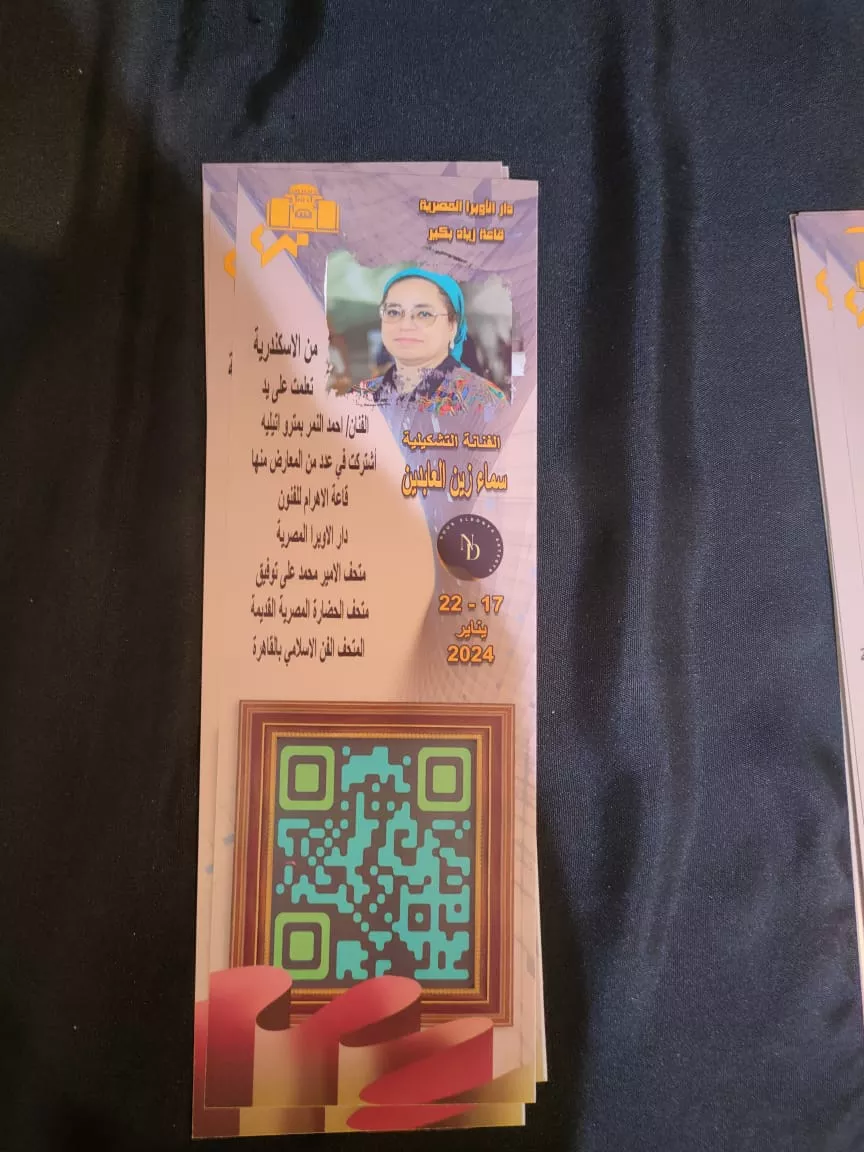 دار الأوبرا المصرية
قاعة زياد بكير
من الاسكندرية
تعلمت على يد
الفنان/ احمد النمر بمترو اتيليه
أشتركت في عدد من المعارض منها
قاعة الاهرام للفنون
دار الاوبرا المصرية
متحف الامير محمد على توفيق
متحف الحضارة المصرية القديمة
المتحف الفن الاسلامي بالقاهرة
الفنانة التشكيلية
سماء زين العابدين
ND
22 - 17
يناير
2024